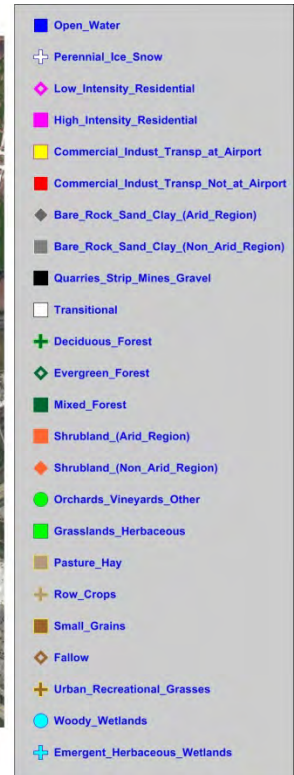 Open_Water
Perennial_Ice_Snow
Low_Intensity_Residential
High_Intensity_Residential
Commercial_Indust_Transp_at_Airport
Commercial_Indust_Transp_Not_at_Airport
Bare_Rock_Sand_Clay_(Arid_Region)
Bare_Rock_Sand_Clay_(Non_Arid_Region)
Quarries_Strip_Mines_Gravel
Transitional
Deciduous_Forest
Evergreen_Forest
Mixed_Forest
Shrubland_(Arid_Region)
Shrubland_(Non_Arid_Region)
Orchards_Vineyards_Other
Grasslands_Herbaceous
Pasture_Hay
Row_Crops
Small_Grains
Fallow
Urban_Recreational_Grasses
Woody_Wetlands
Emergent_Herbaceous_Wetlands